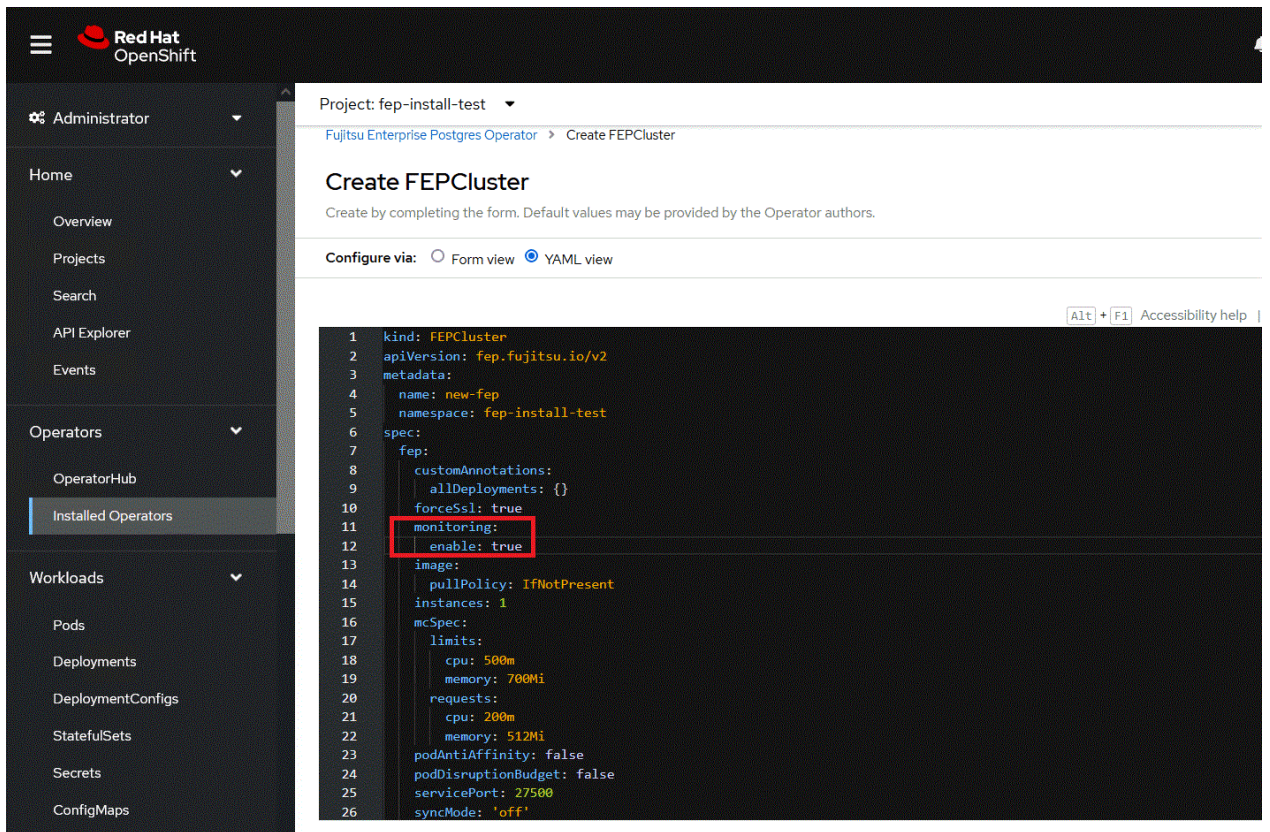 Red Hat
OpenShift
Administrator
Home
Overview
Projects
Search
API Explorer
Events
Operators
OperatorHub
Installed Operators
Workloads
Pods
Deployments
DeploymentConfigs
StatefulSets
Secrets
ConfigMaps
Project: fep-install-test
Fujitsu Enterprise Postgres Operator > Create FEPCluster
Create FEPCluster
Create by completing the form. Default values may be provided by the Operator authors.
Configure via: Form view YAML view
Alt + F1 Accessibility help |
1 kind: FEPCluster
2 apiVersion: fep.fujitsu.io/v2
3 metadata:
4 name: new-fep
5 namespace: fep-install-test
6 spec:
7 fep:
8 customAnnotations:
9 allDeployments: {}
10 forceSsl: true
11 monitoring:
12 enable: true
13 image:
14 pullPolicy: IfNotPresent
15 instances: 1
16 mcSpec:
17 limits:
18 cpu: 500m
19 memory: 700Mi
20 requests:
21 cpu: 200m
22 memory: 512Mi
23 podAntiAffinity: false
24 podDisruptionBudget: false
25 servicePort: 27500
26 syncMode: 'off'